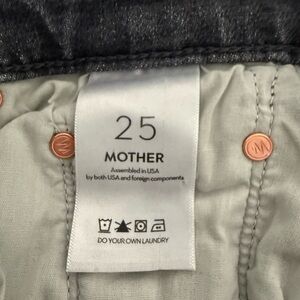 25
MOTHER
Assembled in USA
by both USA and foreign components
DO YOUR OWN LAUNDRY